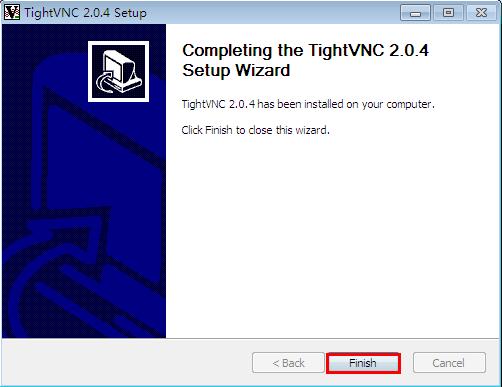 TightVNC 2.0.4 Setup
Completing the TightVNC 2.0.4
Setup Wizard
TightVNC 2.0.4 has been installed on your computer.
Click Finish to close this wizard.
< Back
Finish
Cancel